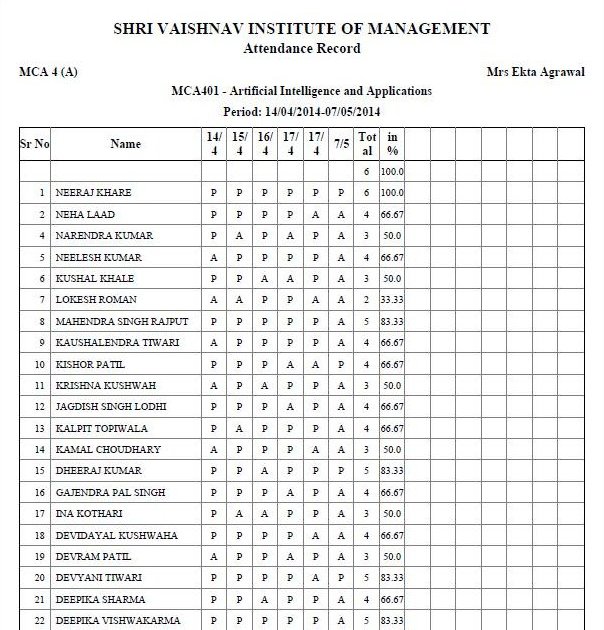 SHRI VAISHNAV INSTITUTE OF MANAGEMENT
Attendance Record
MCA 4 (A) Mrs Ekta Agrawal
MCA401 - Artificial Intelligence and Applications
Period: 14/04/2014-07/05/2014
Sr No Name 14/4 15/4 16/4 17/4 17/4 7/5 Total in %
6 100.0
1 NEERAJ KHARE P P P P P P 6 100.0
2 NEHA LAAD P P P P A A 4 66.67
4 NARENDRA KUMAR P A P A P A 3 50.0
5 NEELESH KUMAR A P P P P A 4 66.67
6 KUSHAL KHALE P P A A P A 3 50.0
7 LOKESH ROMAN A A P P A A 2 33.33
8 MAHENDRA SINGH RAJPUT P P P P P A 5 83.33
9 KAUSHALENDRA TIWARI A P P P P A 4 66.67
10 KISHOR PATIL P P P A A P 4 66.67
11 KRISHNA KUSHWAH A P A P P A 3 50.0
12 JAGDISH SINGH LODHI P P P A P A 4 66.67
13 KALPIT TOPIWALA P A P P P A 4 66.67
14 KAMAL CHOUDHARY A P P P A A 3 50.0
15 DHEERAJ KUMAR P P A P P P 5 83.33
16 GAJENDRA PAL SINGH P P P A P A 4 66.67
17 INA KOTHARI P A A P P A 3 50.0
18 DEVIDAYAL KUSHWAHA P P P P A A 4 66.67
19 DEVRAM PATIL A P P A P A 3 50.0
20 DEVYANI TIWARI P P P P A P 5 83.33
21 DEEPIKA SHARMA P P A P P A 4 66.67
22 DEEPIKA VISHWAKARMA P P P P P A 5 83.33